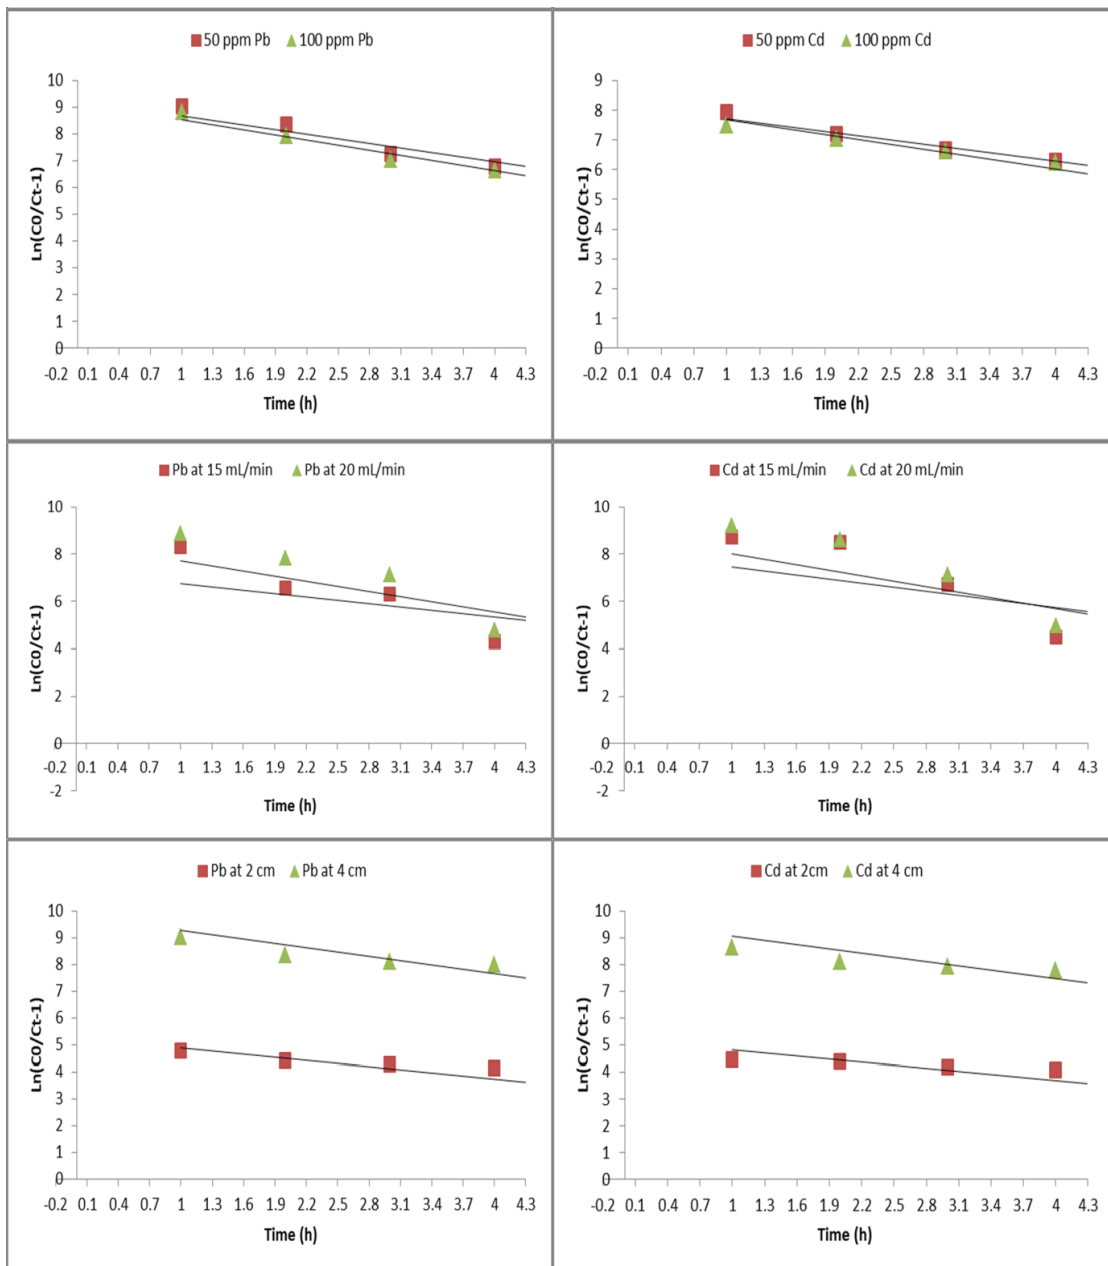 50 ppm Pb 100 ppm Pb
Ln(C0/Ct-1)
10
9
8
7
6
5
4
3
2
1
0
-0.2 0.1 0.4 0.7 1 1.3 1.6 1.9 2.2 2.5 2.8 3.1 3.4 3.7 4 4.3
Time (h)
50 ppm Cd 100 ppm Cd
Ln(C0/Ct-1)
9
8
7
6
5
4
3
2
1
0
-0.2 0.1 0.4 0.7 1 1.3 1.6 1.9 2.2 2.5 2.8 3.1 3.4 3.7 4 4.3
Time (h)
Pb at 15 mL/min Pb at 20 mL/min
Ln(C0/Ct-1)
10
8
6
4
2
0
-0.2 0.1 0.4 0.7 1 1.3 1.6 1.9 2.2 2.5 2.8 3.1 3.4 3.7 4 4.3
-2
Time (h)
Cd at 15 mL/min Cd at 20 mL/min
Ln(C0/Ct-1)
10
8
6
4
2
0
-0.2 0.1 0.4 0.7 1 1.3 1.6 1.9 2.2 2.5 2.8 3.1 3.4 3.7 4 4.3
-2
Time (h)
Pb at 2 cm Pb at 4 cm
Ln(Co/Ct-1)
10
9
8
7
6
5
4
3
2
1
0
-0.2 0.1 0.4 0.7 1 1.3 1.6 1.9 2.2 2.5 2.8 3.1 3.4 3.7 4 4.3
Time (h)
Cd at 2cm Cd at 4 cm
Ln(Co/Ct-1)
10
9
8
7
6
5
4
3
2
1
0
-0.2 0.1 0.4 0.7 1 1.3 1.6 1.9 2.2 2.5 2.8 3.1 3.4 3.7 4 4.3
Time (h)